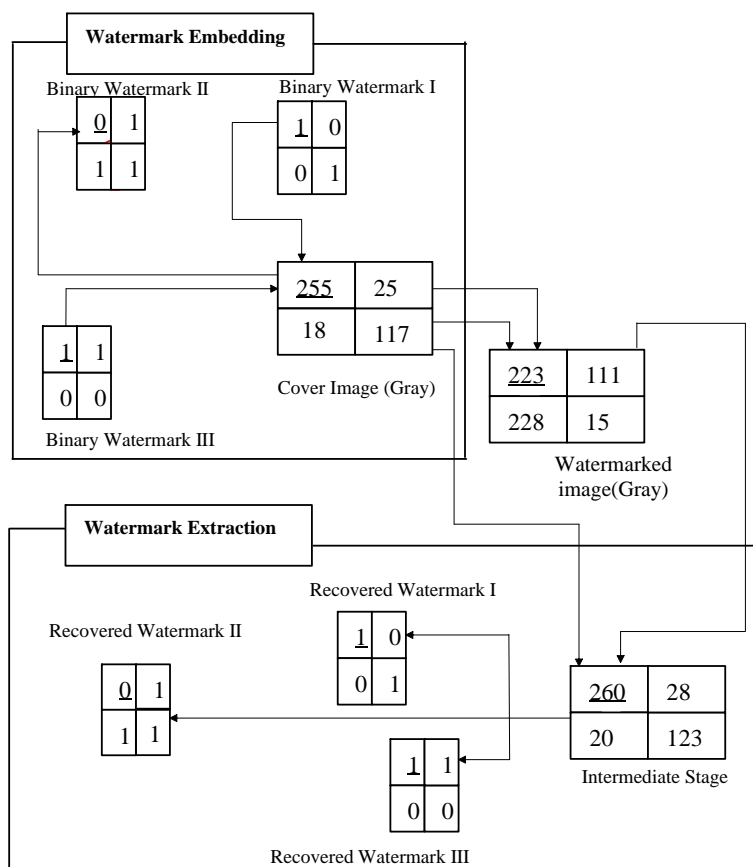 Watermark Embedding
Binary Watermark II
Binary Watermark I
0 1
1 1
1 0
0 1
255 25
18 117
Cover Image (Gray)
1 1
0 0
Binary Watermark III
223 111
228 15
Watermarked
image(Gray)
Watermark Extraction
Recovered Watermark I
1 0
0 1
Recovered Watermark II
0 1
1 1
260 28
20 123
Intermediate Stage
1 1
0 0
Recovered Watermark III